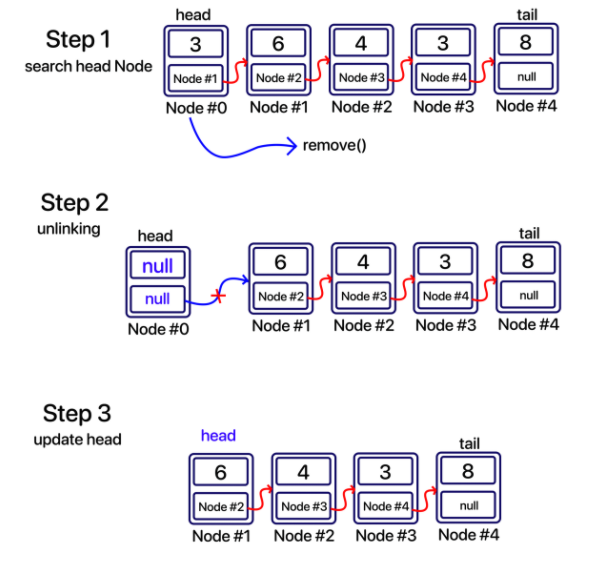 Step 1
search head Node
head
tail
3 6 4 3 8
Node #1 Node #2 Node #3 Node #4 null
Node #0 Node #1 Node #2 Node #3 Node #4
remove()
Step 2
unlinking
head
tail
null 6 4 3 8
null Node #2 Node #3 Node #4 null
Node #0 Node #1 Node #2 Node #3 Node #4
Step 3
update head
head
tail
6 4 3 8
Node #2 Node #3 Node #4 null
Node #1 Node #2 Node #3 Node #4